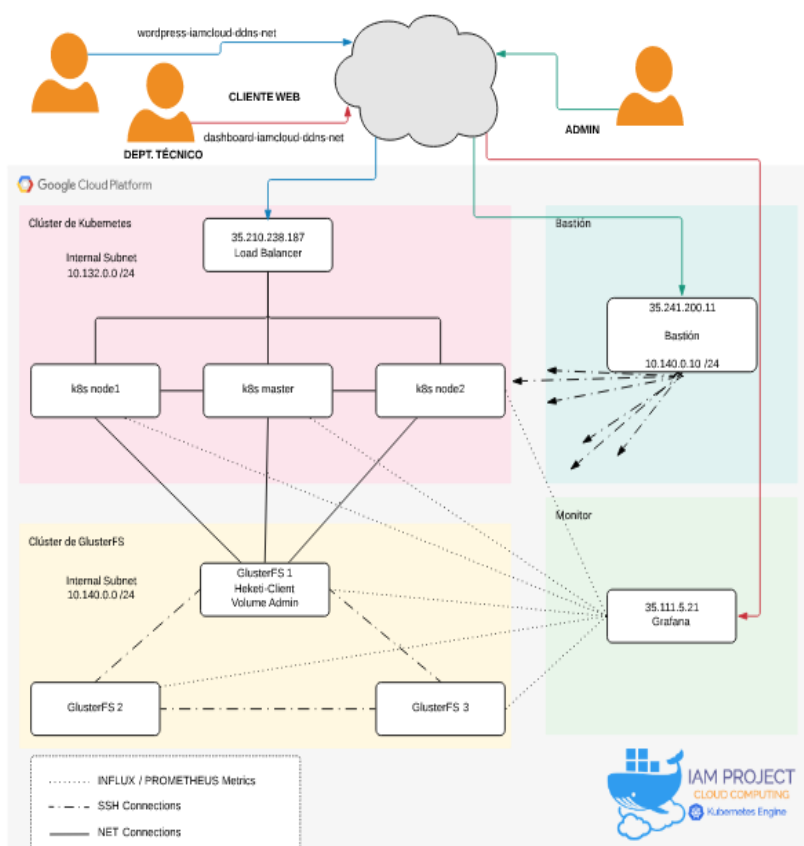 wordpress-iamcloud-ddns-net
CLIENTE WEB
dashboard-iamcloud-ddns-net
DEPT. TÉCNICO
ADMIN
Google Cloud Platform
Clúster de Kubernetes
Internal Subnet
10.132.0.0 /24
35.210.238.187
Load Balancer
k8s node1
k8s master
k8s node2
Bastión
35.241.200.11
Bastión
10.140.0.10 /24
Clúster de GlusterFS
Internal Subnet
10.140.0.0 /24
GlusterFS 1
Heketi-Client
Volume Admin
GlusterFS 2
GlusterFS 3
Monitor
35.111.5.21
Grafana
INFLUX / PROMETHEUS Metrics
SSH Connections
NET Connections
IAM PROJECT
CLOUD COMPUTING
Kubernetes Engine